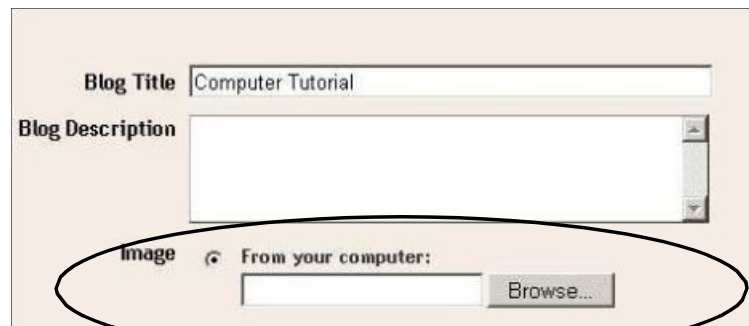 Blog Title Computer Tutorial
Blog Description
Image From your computer:
Browse...